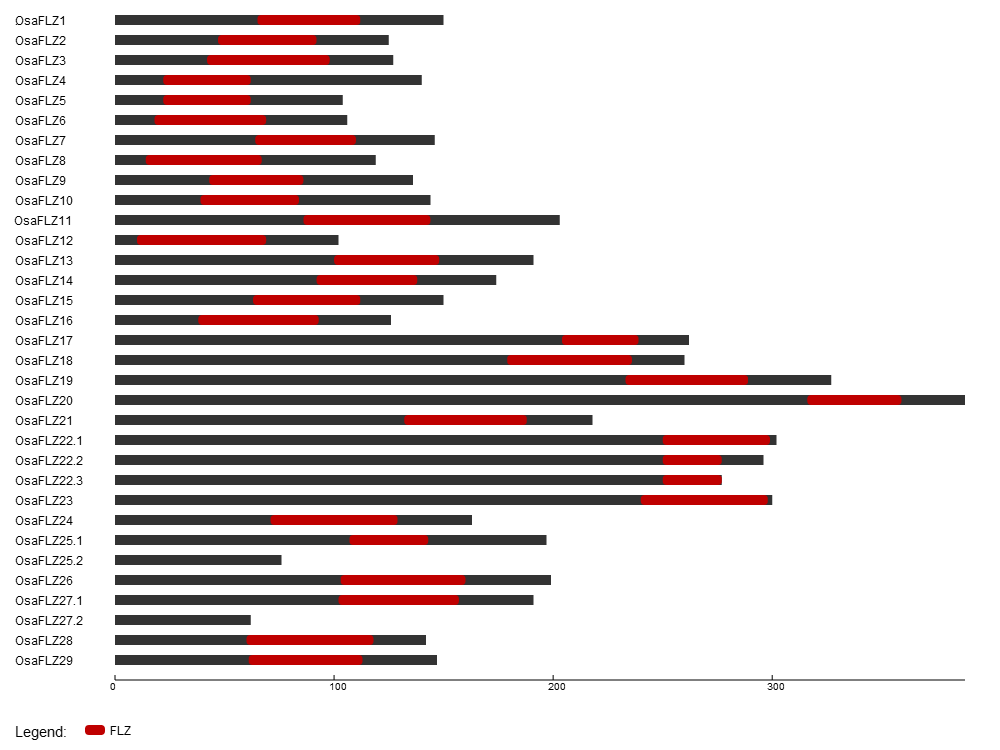 OsaFLZ1
OsaFLZ2
OsaFLZ3
OsaFLZ4
OsaFLZ5
OsaFLZ6
OsaFLZ7
OsaFLZ8
OsaFLZ9
OsaFLZ10
OsaFLZ11
OsaFLZ12
OsaFLZ13
OsaFLZ14
OsaFLZ15
OsaFLZ16
OsaFLZ17
OsaFLZ18
OsaFLZ19
OsaFLZ20
OsaFLZ21
OsaFLZ22.1
OsaFLZ22.2
OsaFLZ22.3
OsaFLZ23
OsaFLZ24
OsaFLZ25.1
OsaFLZ25.2
OsaFLZ26
OsaFLZ27.1
OsaFLZ27.2
OsaFLZ28
OsaFLZ29
0 100 200 300
Legend: FLZ